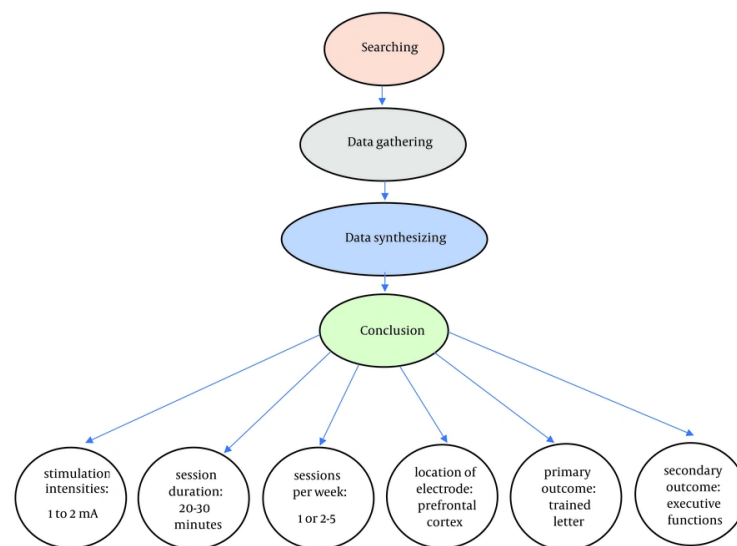 Searching
Data gathering
Data synthesizing
Conclusion
stimulation
intensities:
1 to 2 mA
session
duration:
20-30
minutes
sessions
per week:
1 or 2-5
location of
electrode:
prefrontal
cortex
primary
outcome:
trained
letter
secondary
outcome:
executive
functions